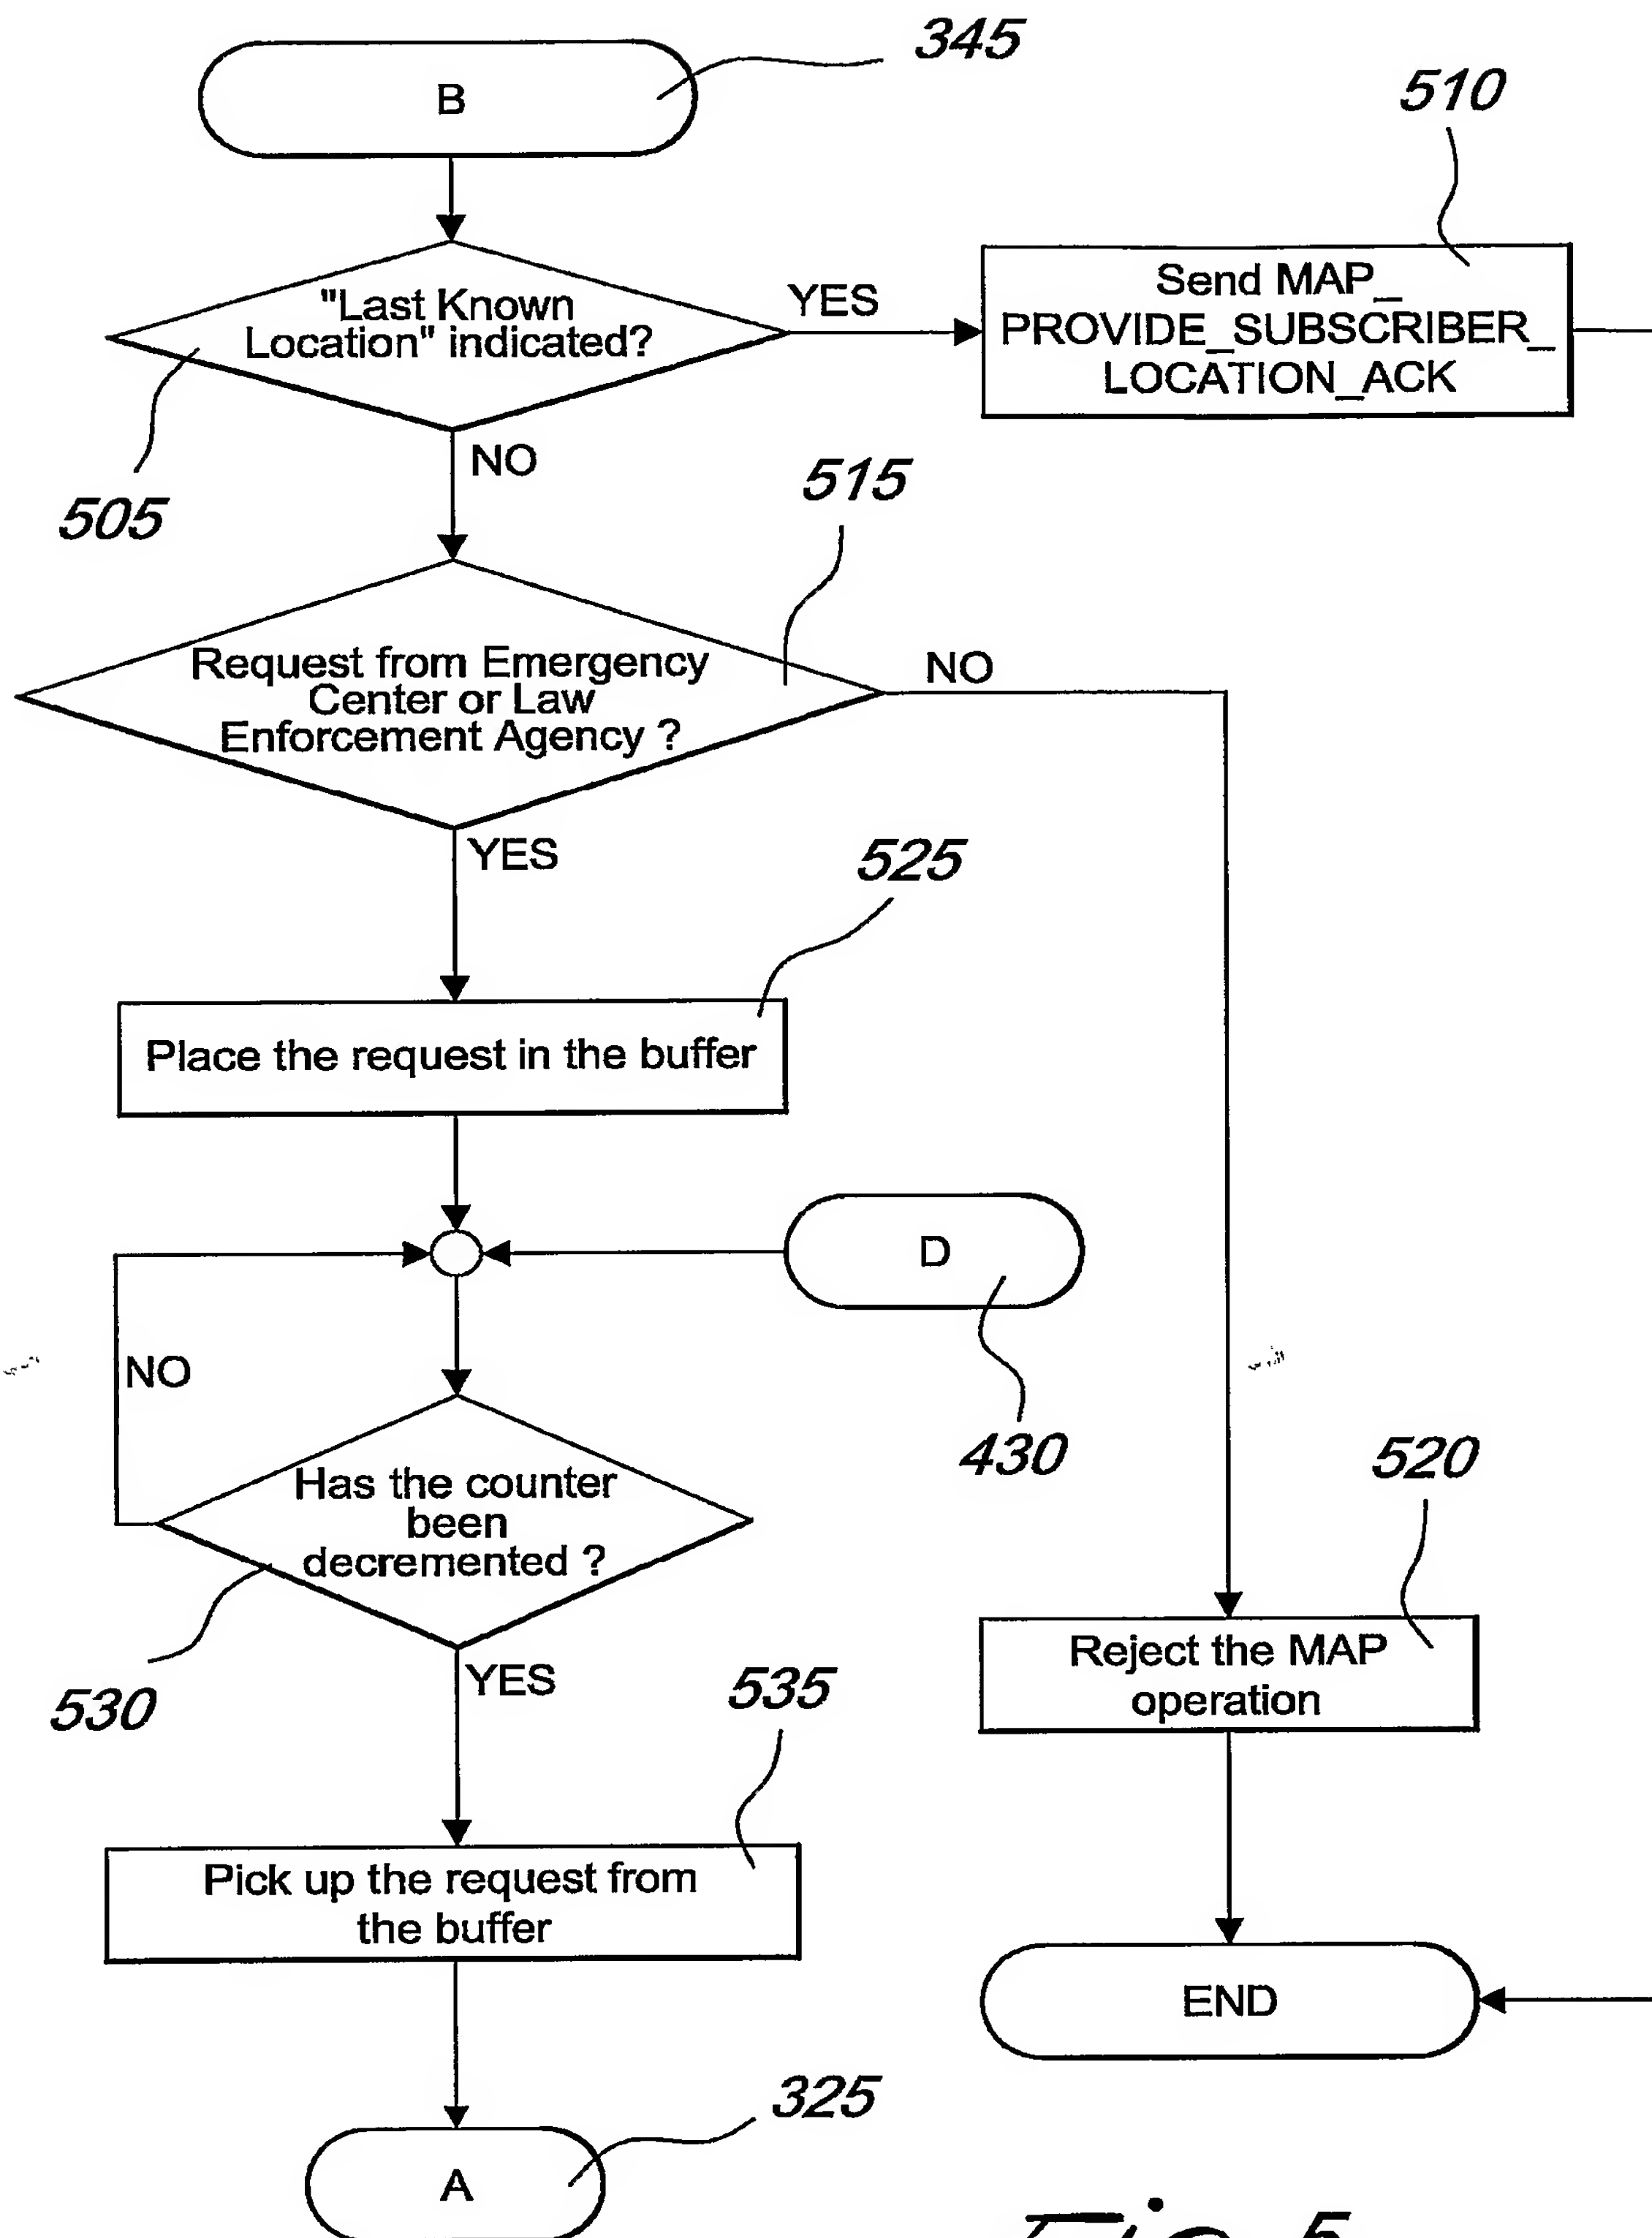 345
B
510
"Last Known
Location" indicated?
YES
Send MAP_
PROVIDE_SUBSCRIBER_
LOCATION_ACK
505
NO
515
Request from Emergency
Center or Law
Enforcement Agency ?
NO
YES
525
Place the request in the buffer
D
430
NO
Has the counter
been
decremented ?
530
YES
520
Reject the MAP
operation
535
Pick up the request from
the buffer
END
325
A
Fig. 5